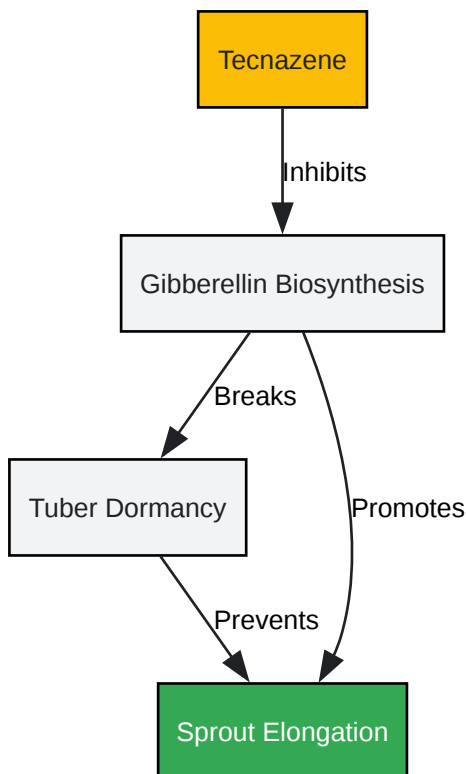 Tecnazene
Inhibits
Gibberellin Biosynthesis
Breaks
Tuber Dormancy
Promotes
Prevents
Sprout Elongation